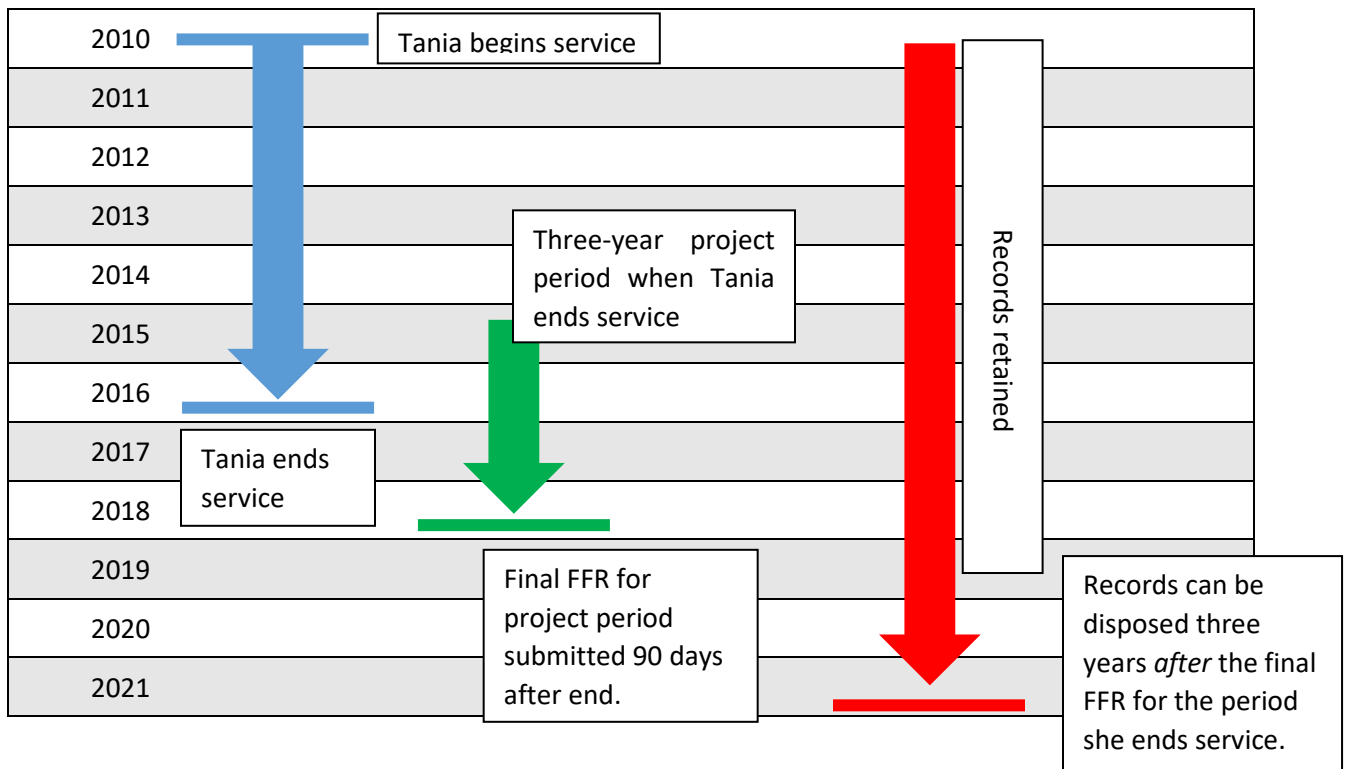 2010
Tania begins service
2011
2012
2013
Three-year project
period when Tania
ends service
2014
2015
2016
Records retained
2017
Tania ends
service
2018
2019
Final FFR for
project period
submitted 90 days
after end.
2020
2021
Records can be
disposed three
years after the final
FFR for the period
she ends service.